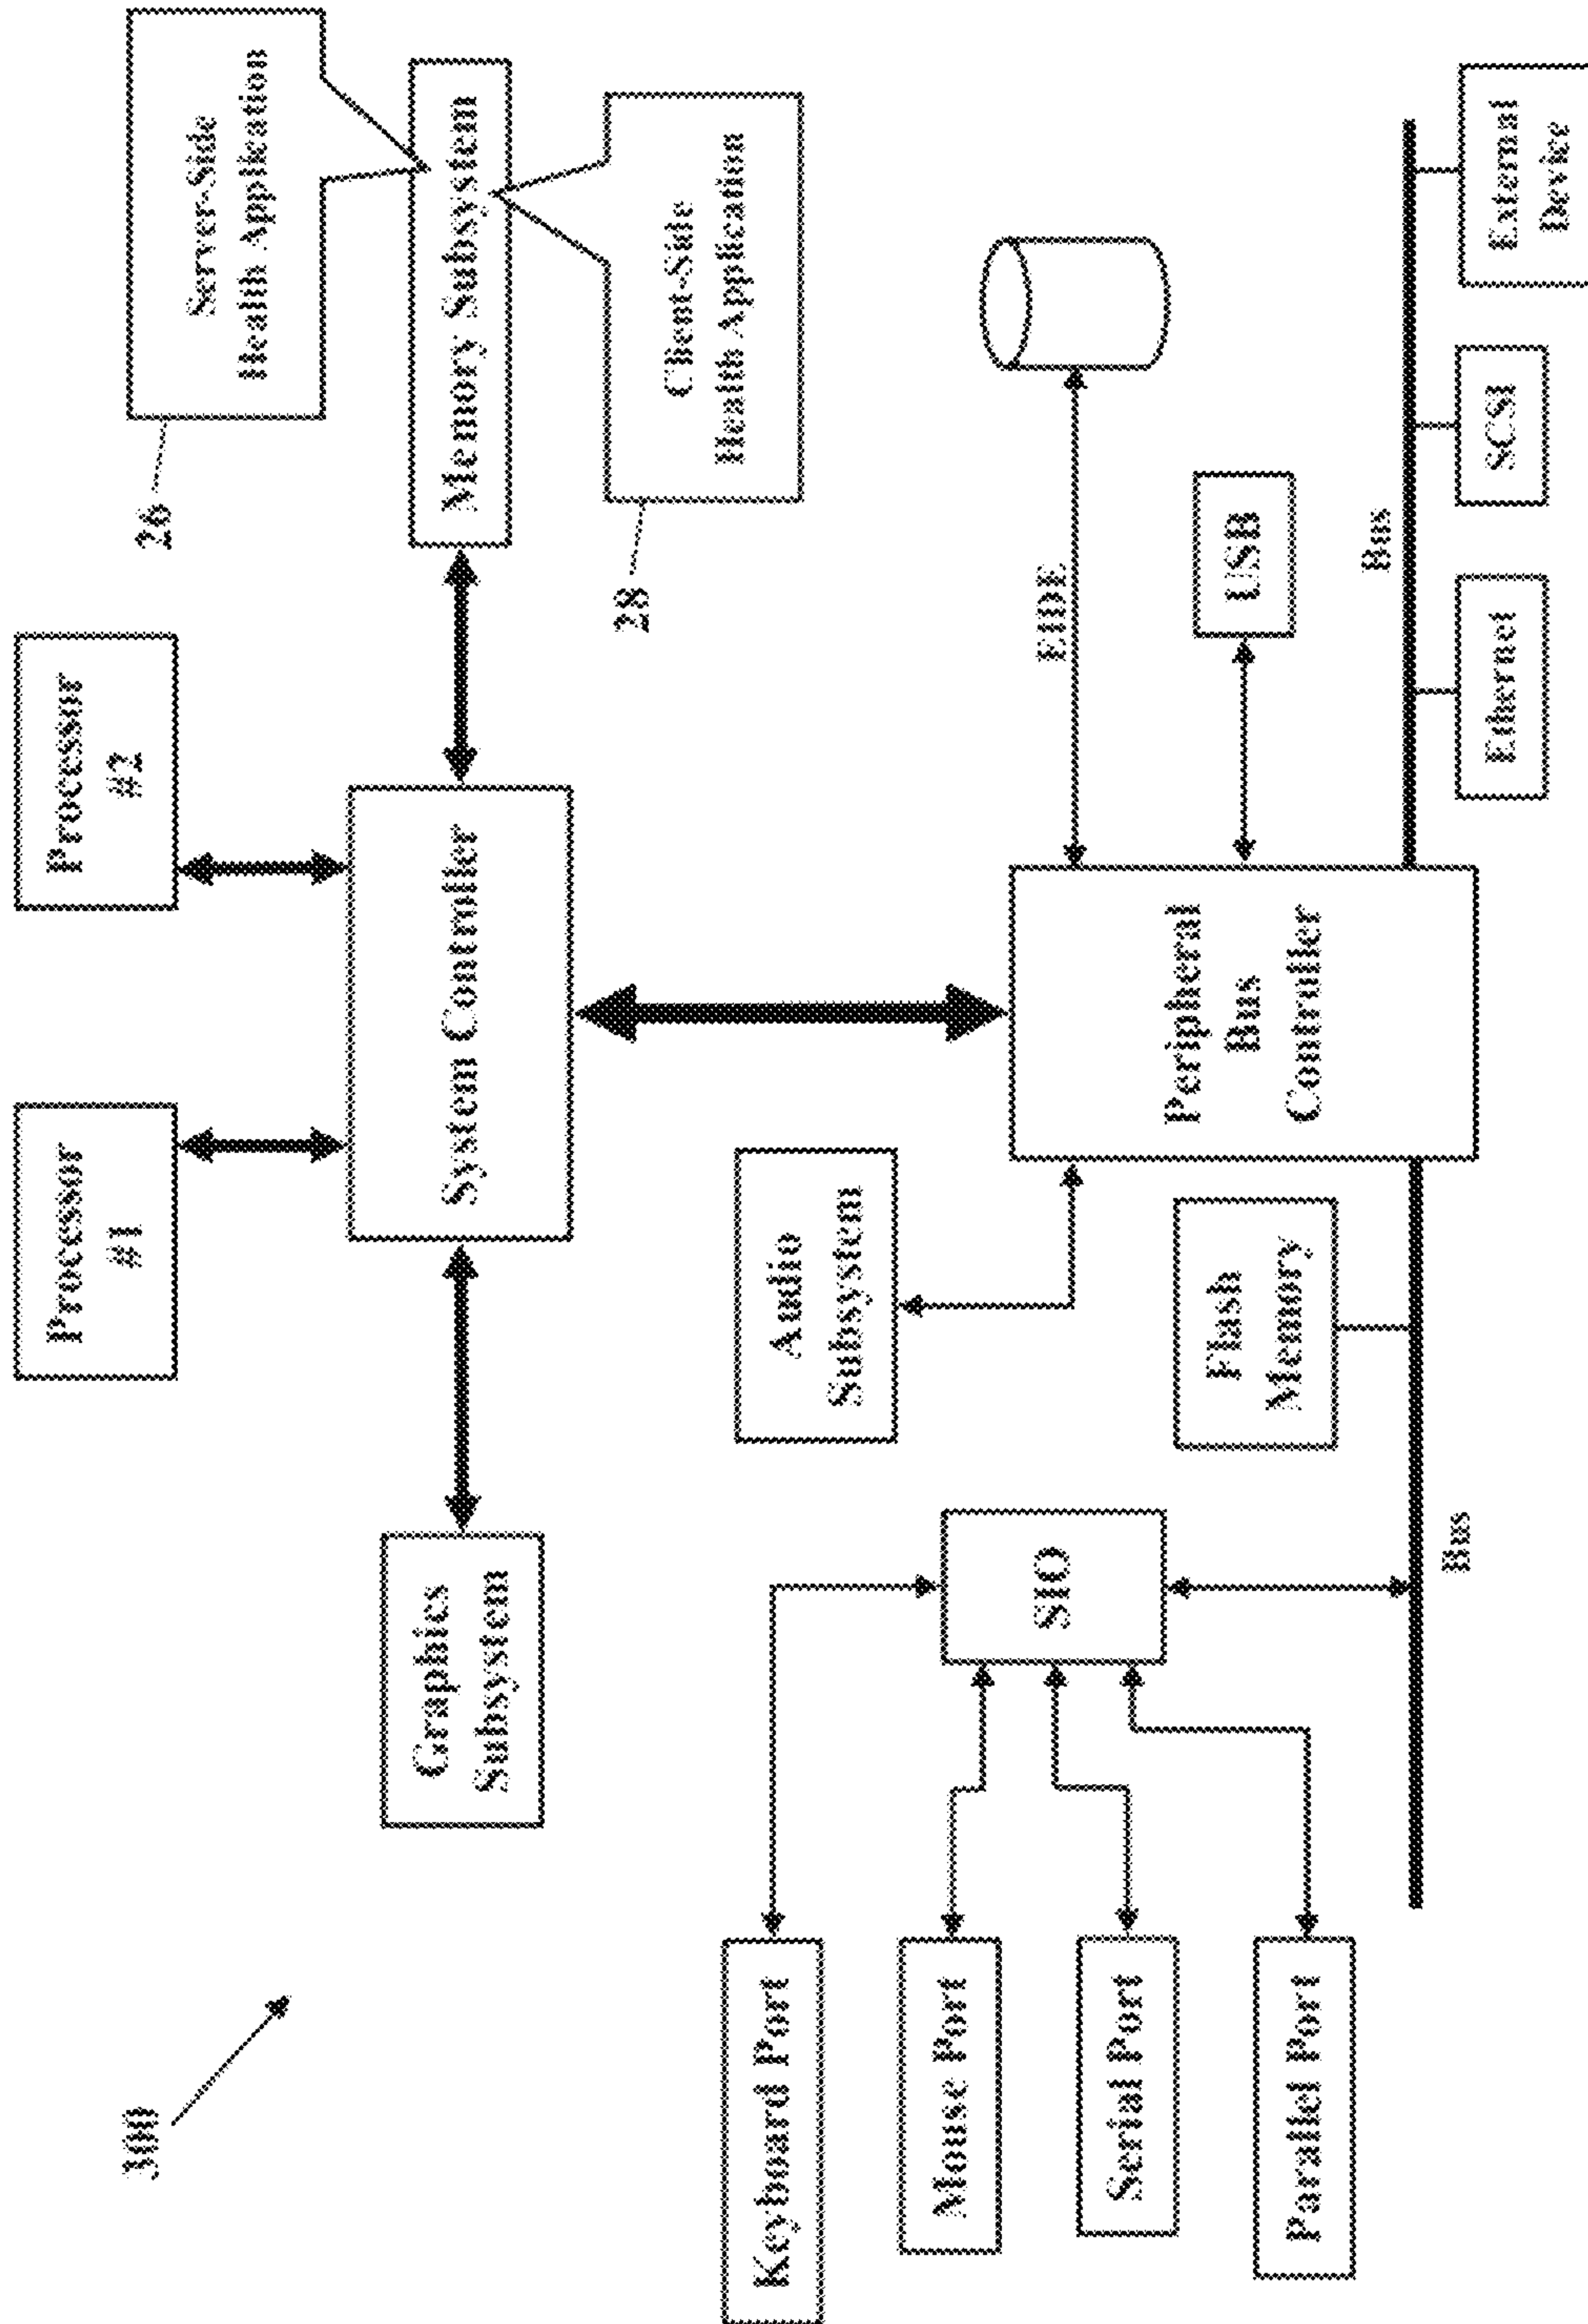 300
Processor
#1
Processor
#2
26
Server-Side
Health Application
Graphics
Subsystem
System Controller
Memory Subsystem
28
Client-Side
Health Application
Keyboard Port
Mouse Port
Serial Port
Parallel Port
SIO
Audio
Subsystem
Flash
Memory
Peripheral
Bus
Controller
EIDE
USB
Bus
Bus
Ethernet
SCSI
External
Device